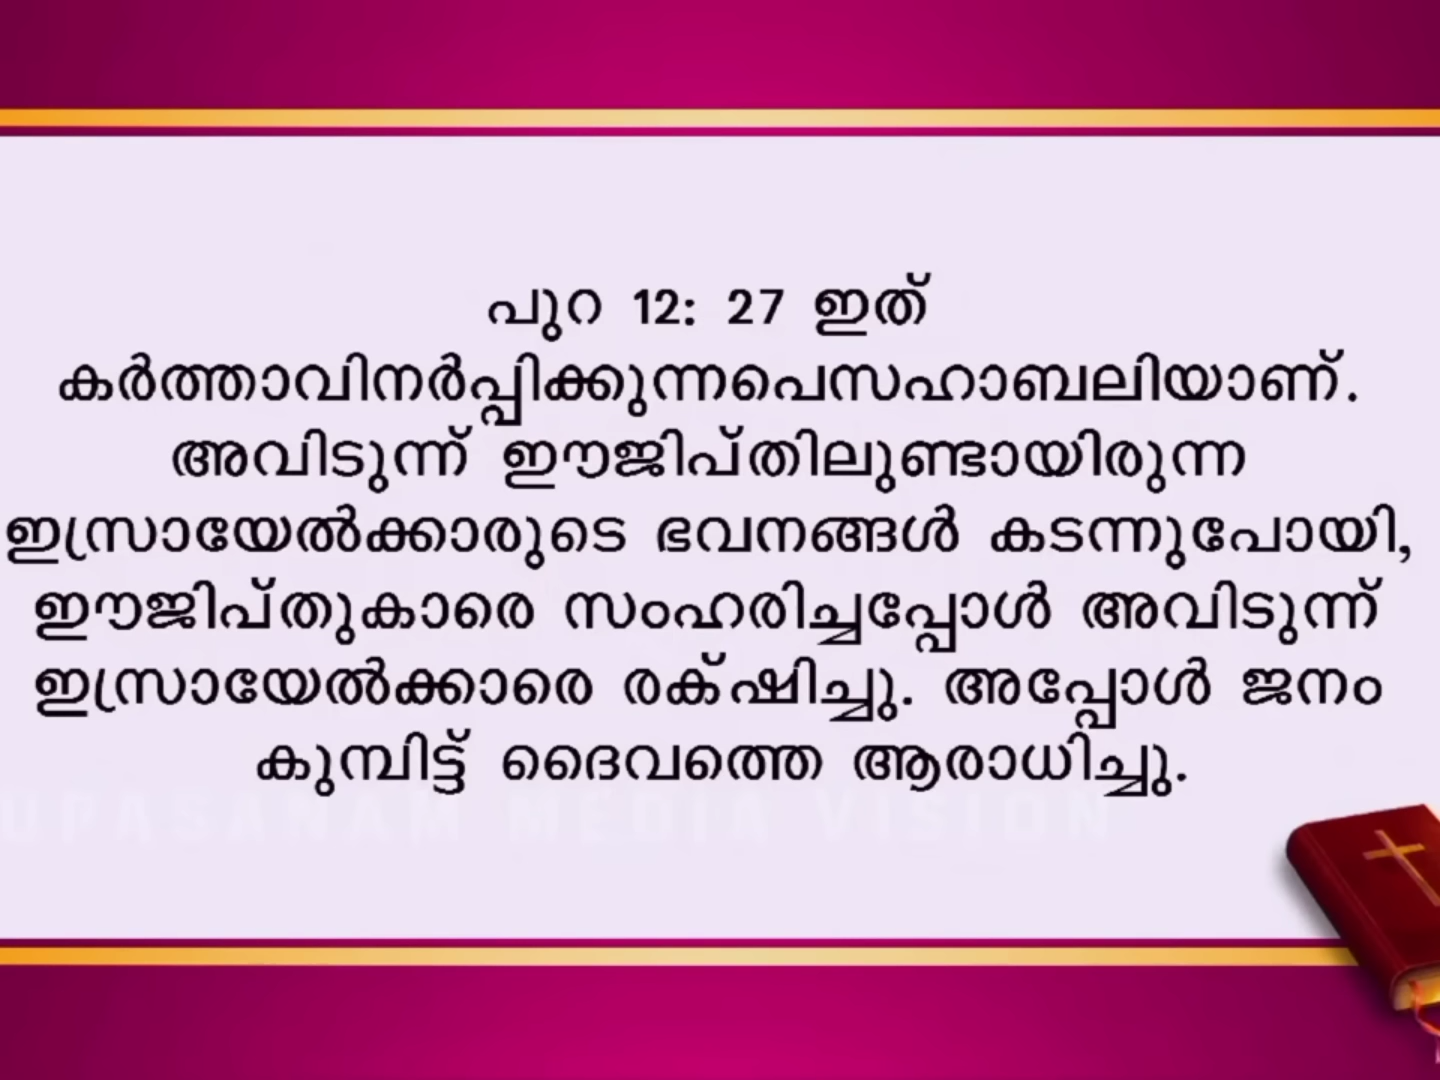 പുറ 12: 27 ഇത്
കർത്താവിനർപ്പിക്കുന്നപെസഹാബലിയാണ്.
അവിടുന്ന് ഈജിപ്തിലുണ്ടായിരുന്ന
ഇസ്രായേൽക്കാരുടെ ഭവനങ്ങൾ കടന്നുപോയി,
ഈജിപ്തുകാരെ സംഹരിച്ചപ്പോൾ അവിടുന്ന്
ഇസ്രായേൽക്കാരെ രക്‌ഷിച്ചു. അപ്പോൾ ജനം
കുമ്പിട്ട് ദൈവത്തെ ആരാധിച്ചു.
UPASANAM MEDIA VISION